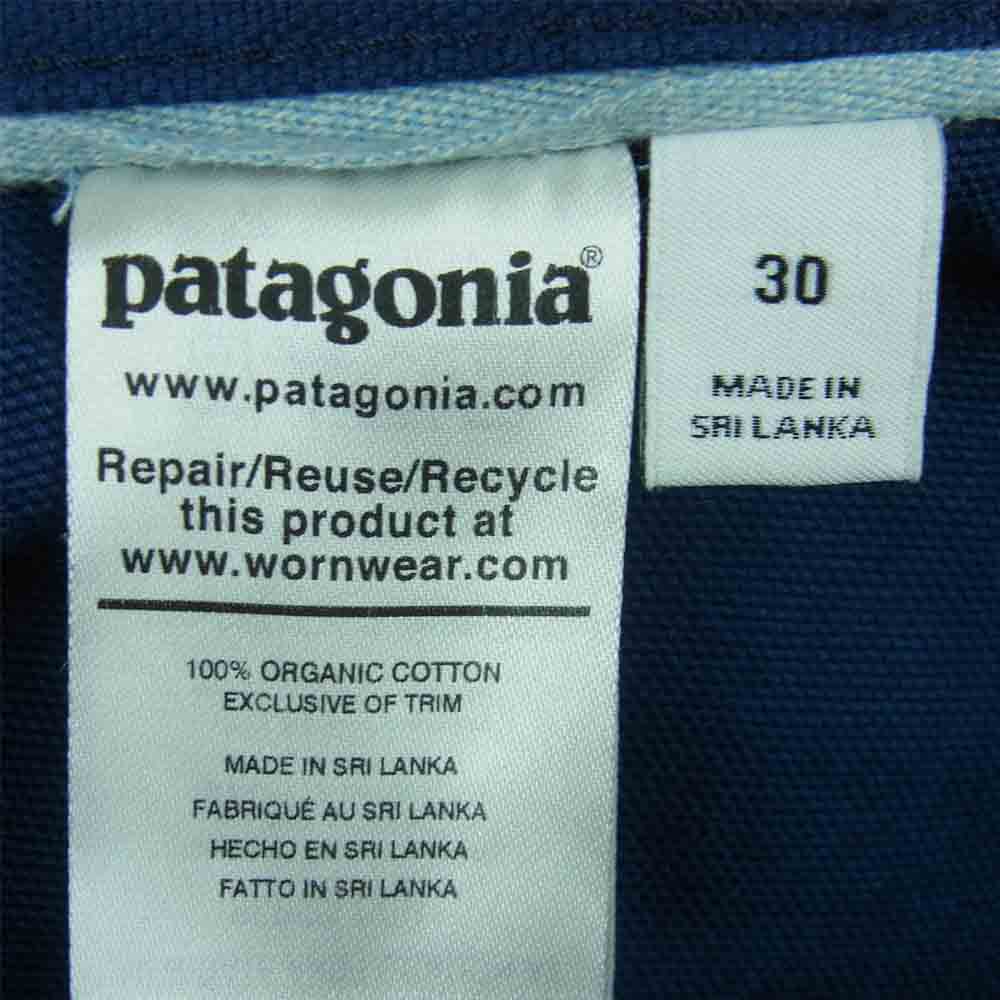 patagonia®
www.patagonia.com
Repair/Reuse/Recycle
this product at
www.wornwear.com
100% ORGANIC COTTON
EXCLUSIVE OF TRIM
MADE IN SRI LANKA
FABRIQUÉ AU SRI LANKA
HECHO EN SRI LANKA
FATTO IN SRI LANKA
30
MADE IN
SRI LANKA